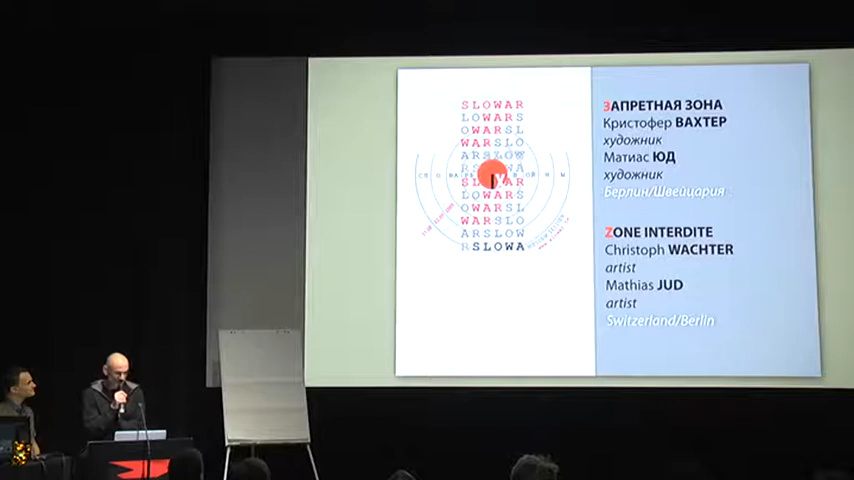 SLOWAR
LOWARS
OWARSL
WARSLO
ARSLOW
SLOWAR
LOWARS
OWARSL
WARSLO
ARSLOW
RSLOWA
ЗАПРЕТНАЯ ЗОНА
Кристофер ВАХТЕР
художник
Матиас ЮД
художник
Берлин/Швейцария
ZONE INTERDITE
Christoph WACHTER
artist
Mathias JUD
artist
Switzerland/Berlin